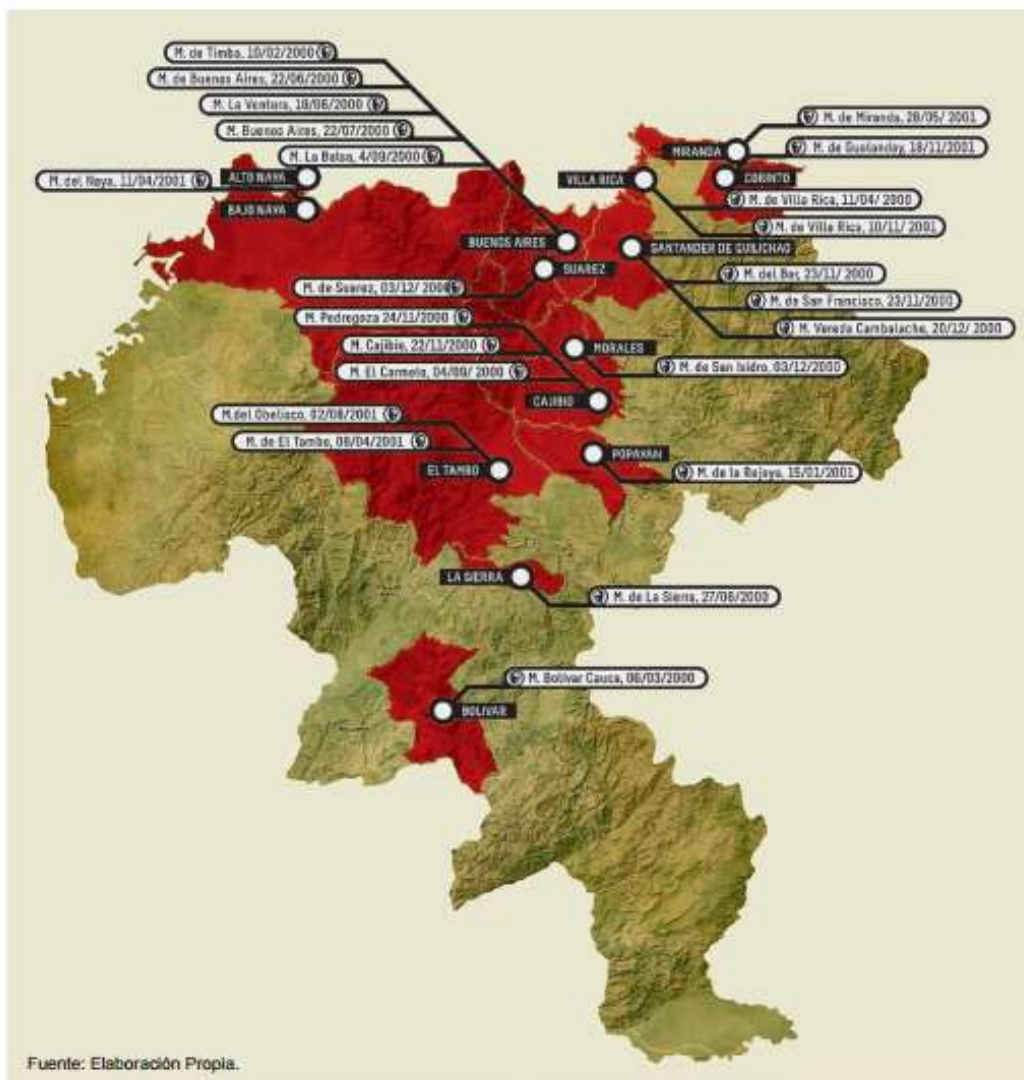 M. de Timba, 10/02/2000
M. de Buenos Aires, 22/06/2000
M. La Ventura, 18/06/2000
M. Buenos Aires, 22/07/2000
M. La Balsa, 4/09/2000
M. del Naya, 11/04/2001
ALTO NAYA
BAJO NAYA
M. de Miranda, 28/05/ 2001
MIRANDA
M. de Gualanday, 18/11/2001
VILLA RICA
CORINTO
M. de Villa Rica, 11/04/ 2000
M. de Villa Rica, 10/11/ 2001
BUENOS AIRES
SANTANDER DE QUILICHAO
SUAREZ
M. del Bar, 23/11/ 2000
M. de Suarez, 03/12/
M. de San Francisco, 23/11/2000
M. Pedregoza 24/11/2000
M. Vereda Cambalache, 20/12/ 2000
M. Cajibio, 22/11/2000
MORALES
M. El Carmelo, 04/09/ 2000
M. de San Isidro, 03/12/2000
CAJIBIO
M.del Obelisco, 02/08/2001
M. de El Tambo, 08/04/2001
POPAYAN
EL TAMBO
M. de la Rejoya, 15/01/2001
LA SIERRA
M. de La Sierra, 27/08/2000
M. Bolivar Cauca, 06/03/2000
BOLIVAR
Fuente: Elaboración Propia.